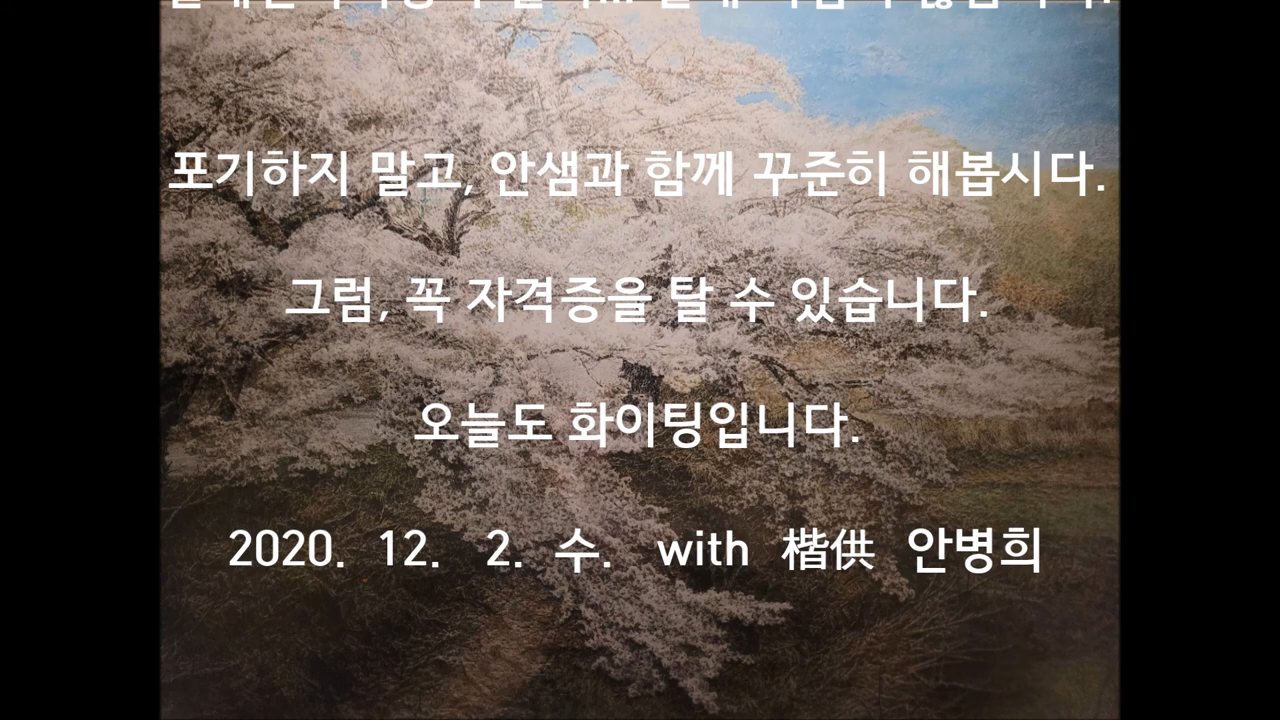 포기하지 말고, 안샘과 함께 꾸준히 해봅시다.
그럼, 꼭 자격증을 탈 수 있습니다.
오늘도 화이팅입니다.
2020. 12. 2. 수. with 楷供 안병희